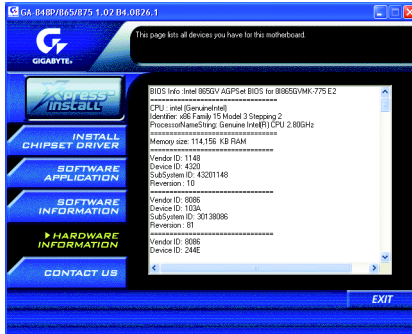 GA-848P/865/875 1.02.B4.0826.1
GIGABYTE
This page lists all devices you have for this motherboard.
Xpress-
Install
INSTALL
CHIPSET DRIVER
SOFTWARE
APPLICATION
SOFTWARE
INFORMATION
HARDWARE
INFORMATION
CONTACT US
BIOS Info :Intel 865GV AGPSet BIOS for 8I865GVMK-775 E2
==================================
CPU : intel (GenuineIntel)
Identifier: x86 Family 15 Model 3 Stepping 2
ProcessorNameString: Genuine Intel(R) CPU 2.80GHz
==================================
Memory size: 114,156 KB RAM
==================================
Vendor ID: 1148
Device ID: 4320
SubSystem ID: 43201148
Reversion : 10
==================================
Vendor ID: 8086
Device ID: 103A
SubSystem ID: 30138086
Reversion : 81
==================================
Vendor ID: 8086
Device ID: 244E
EXIT